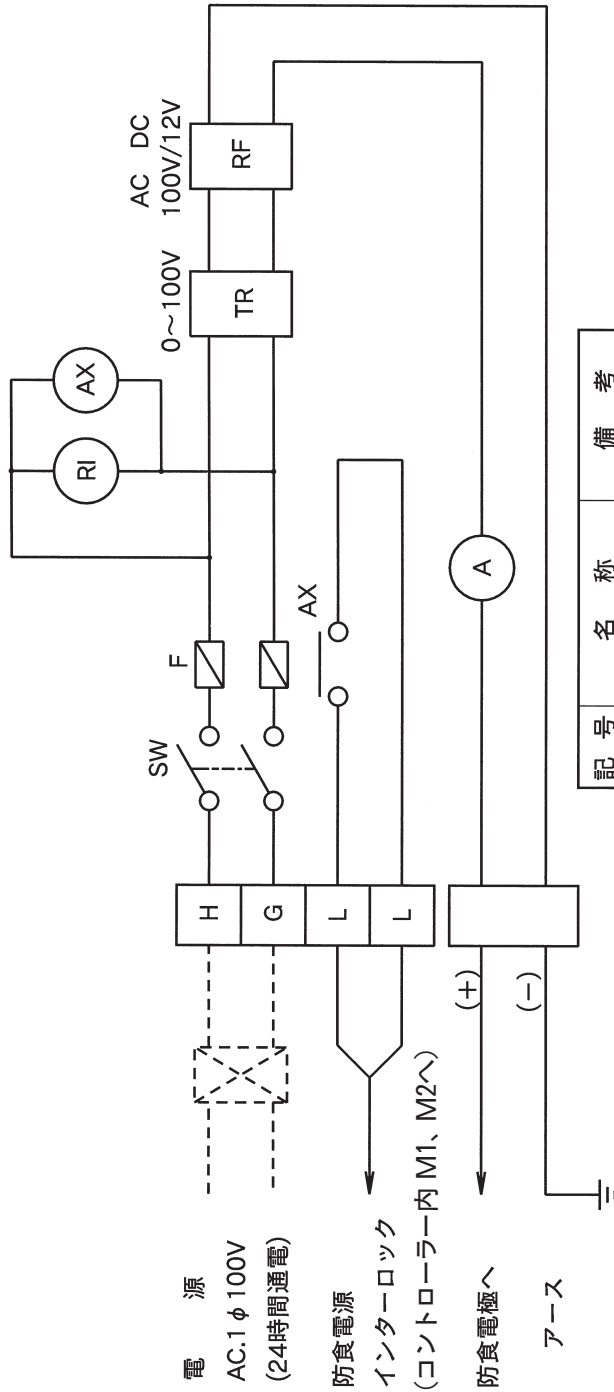 電 源
AC.1φ100V
(24時間通電)
防食電源
インターロック
(コントローラー内 M1、M2へ)
防食電極へ
アース
H
G
L
L
(+)
(−)
SW
F
AX
RI
AX
0〜100V
TR
AC DC
100V/12V
RF
A
記 号
名 称
備 考